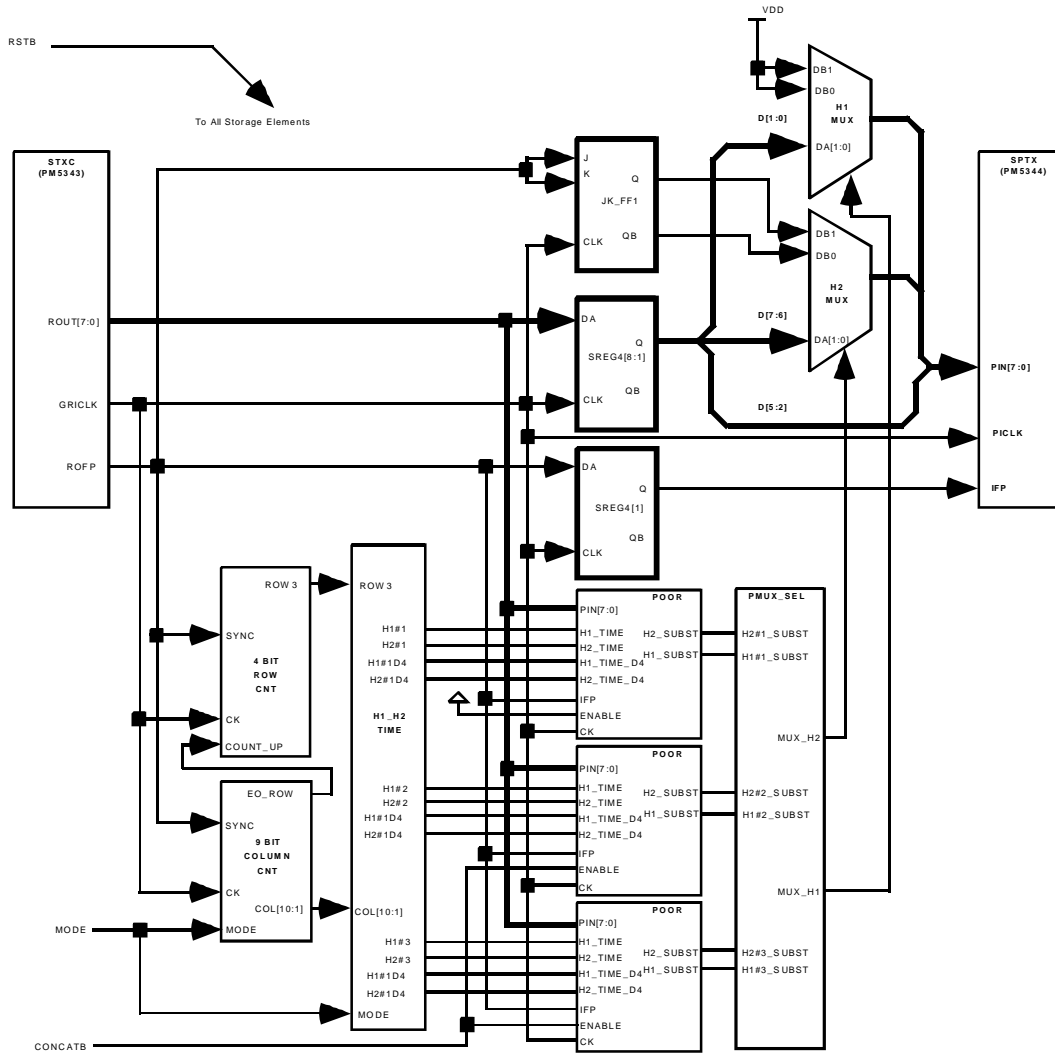 RSTB
To All Storage Elements
VDD
STXC
(PM5343)
ROUT[7:0]
GRICLK
ROFP
J
K
Q
JK_FF1
QB
CLK
DA
Q
SREG4[8:1]
QB
CLK
DA
Q
SREG4[1]
QB
CLK
DB1
DB0
H1
MUX
DA[1:0]
D[1:0]
DB1
DB0
H2
MUX
DA[1:0]
D[7:6]
D[5:2]
SPTX
(PM5344)
PIN[7:0]
PICLK
IFP
ROW3
SYNC
4 BIT
ROW
CNT
CK
COUNT_UP
EO_ROW
SYNC
9 BIT
COLUMN
CNT
CK
COL[10:1]
MODE
MODE
CONCATB
ROW3
H1#1
H2#1
H1#1D4
H2#1D4
H1_H2
TIME
H1#2
H2#2
H1#1D4
H2#1D4
COL[10:1]
H1#3
H2#3
H1#1D4
H2#1D4
MODE
POOR
PIN[7:0]
H1_TIME
H2_TIME
H1_TIME_D4
H2_TIME_D4
H2_SUBST
H1_SUBST
IFP
ENABLE
CK
POOR
PIN[7:0]
H1_TIME
H2_TIME
H1_TIME_D4
H2_TIME_D4
H2_SUBST
H1_SUBST
IFP
ENABLE
CK
POOR
PIN[7:0]
H1_TIME
H2_TIME
H1_TIME_D4
H2_TIME_D4
H2_SUBST
H1_SUBST
IFP
ENABLE
CK
PMUX_SEL
H2#1_SUBST
H1#1_SUBST
MUX_H2
H2#2_SUBST
H1#2_SUBST
MUX_H1
H2#3_SUBST
H1#3_SUBST